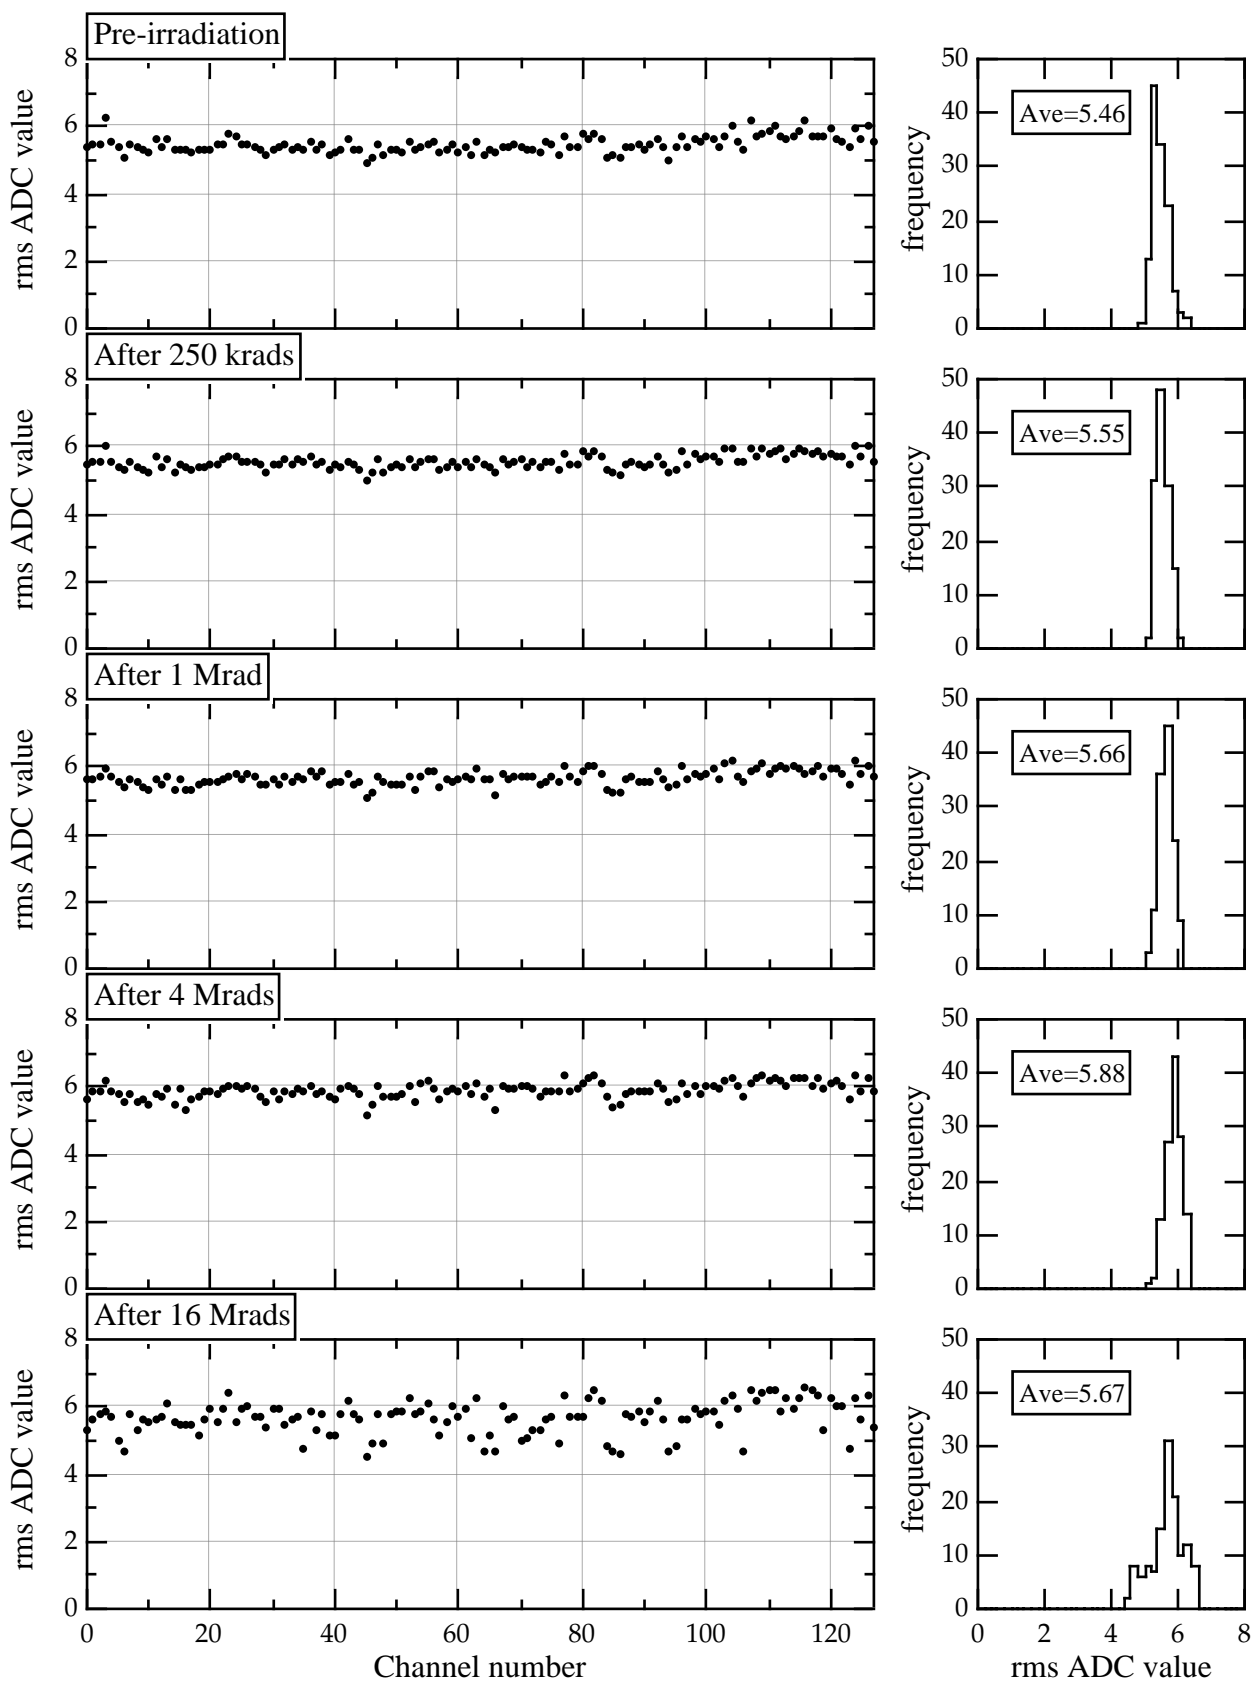 Pre-irradiation
8
6
4
2
0
rms ADC value
50
40
30
20
10
0
frequency
Ave=5.46
After 250 krads
8
6
4
2
0
rms ADC value
50
40
30
20
10
0
frequency
Ave=5.55
After 1 Mrad
8
6
4
2
0
rms ADC value
50
40
30
20
10
0
frequency
Ave=5.66
After 4 Mrads
8
6
4
2
0
rms ADC value
50
40
30
20
10
0
frequency
Ave=5.88
After 16 Mrads
8
6
4
2
0
rms ADC value
50
40
30
20
10
0
frequency
Ave=5.67
0 20 40 60 80 100 120
Channel number
0 2 4 6 8
rms ADC value